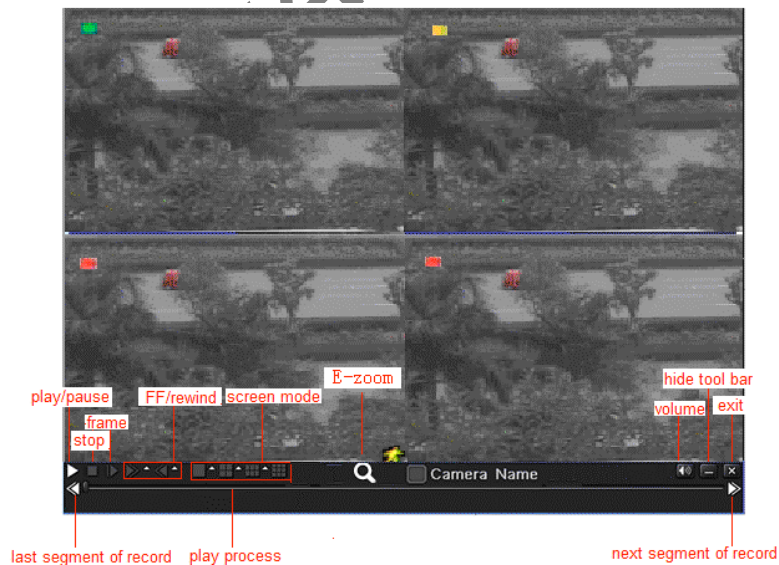 E-zoom
hide tool bar
play/pause
FF/rewind
screen mode
volume
exit
frame
stop
Camera Name
last segment of record
play process
next segment of record